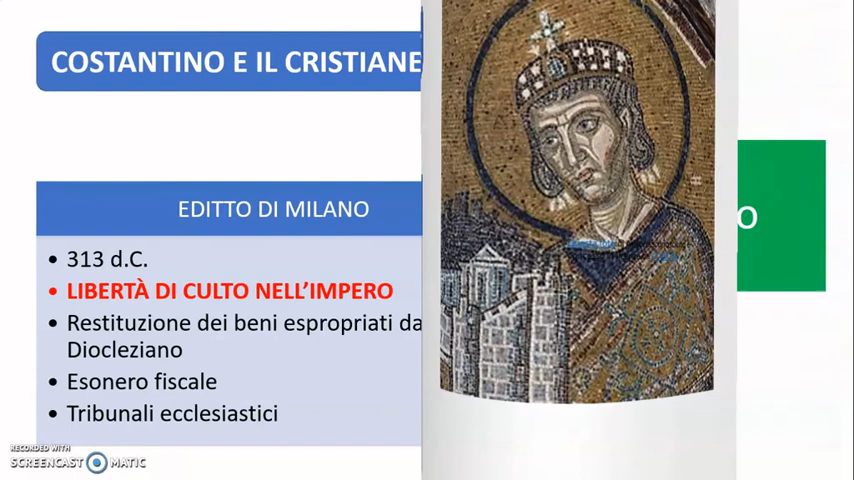 COSTANTINO E IL CRISTIANE
EDITTO DI MILANO
• 313 d.C.
• LIBERTÀ DI CULTO NELL'IMPERO
• Restituzione dei beni espropriati da
Diocleziano
• Esonero fiscale
• Tribunali ecclesiastici
O
RECORDED WITH
SCREENCAST MATIC